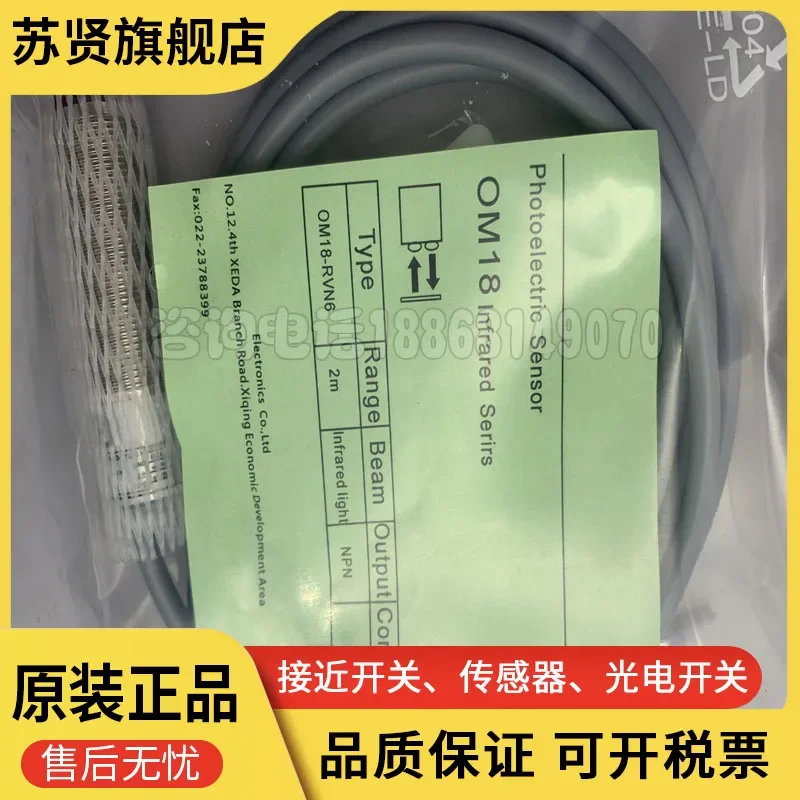 苏贤旗舰店
04
E-LD
Photoelectric Sensor
OM18 Infrared Serirs
Type Range Beam Output Con
OM18-RVN6 2m Infrared light NPN
Electronics Co.,Ltd
NO.12.4th XEDA Branch Road.Xiqing Economic Development Area
Fax:022-23788399
咨询电话18863149070
原装正品
接近开关、传感器、光电开关
售后无忧
品质保证 可开税票